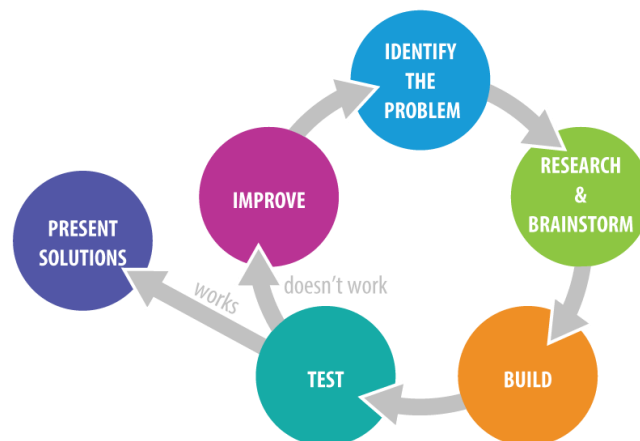 IDENTIFY
THE
PROBLEM
RESEARCH
&
BRAINSTORM
BUILD
TEST
doesn't work
IMPROVE
works
PRESENT
SOLUTIONS